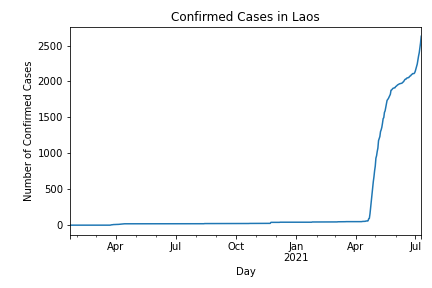 Confirmed Cases in Laos
Number of Confirmed Cases
2500
2000
1500
1000
500
0
Apr
Jul
Oct
Jan
2021
Apr
Jul
Day